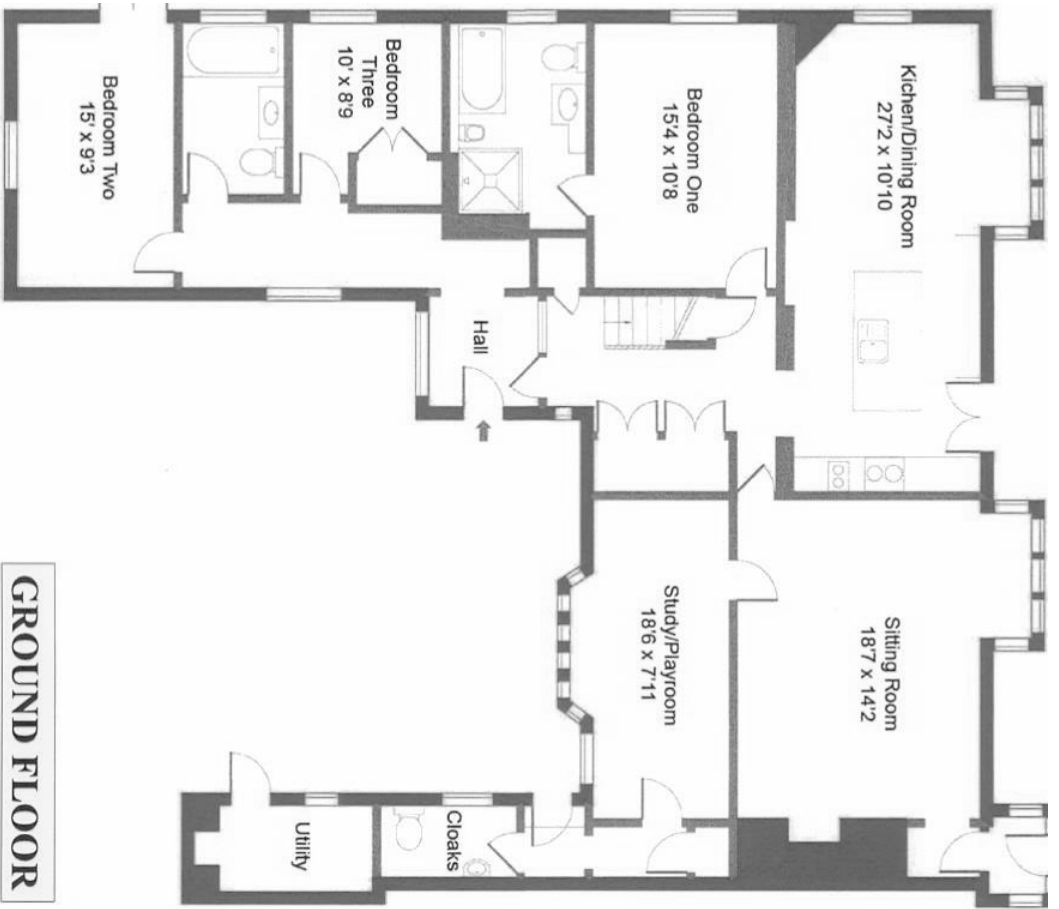 Bedroom Two
15' x 9'3
Bedroom
Three
10' x 8'9
Bedroom One
15'4 x 10'8
Kichen/Dining Room
27'2 x 10'10
Hall
Study/Playroom
18'6 x 7'11
Sitting Room
18'7 x 14'2
Utility
Cloaks
GROUND FLOOR